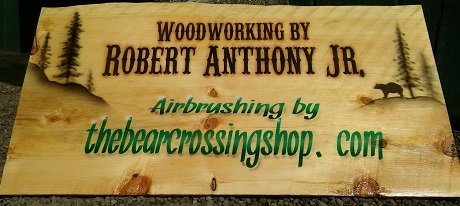 WOODWORKING BY
ROBERT ANTHONY JR.
Airbrushing by
thebearcrossingshop. com